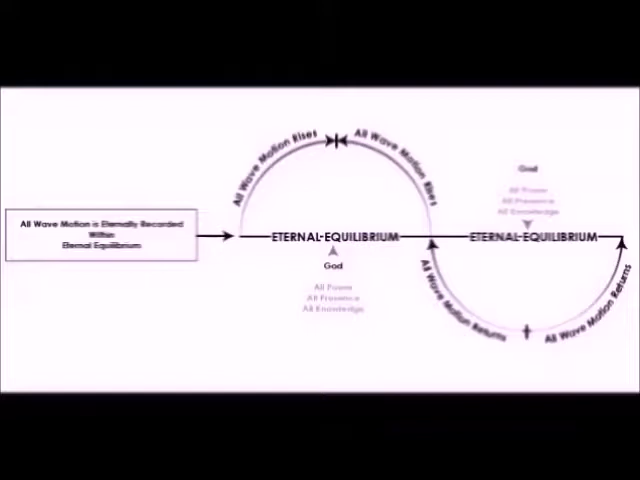 All Wave Motion Rises
All Wave Motion Rises
God
All Power
All Presence
All Knowledge
All Wave Motion is Eternally Recorded
Within
Eternal Equilibrium
ETERNAL-EQUILIBRIUM
ETERNAL-EQUILIBRIUM
God
All Power
All Presence
All Knowledge
All Wave Motion Returns
All Wave Motion Returns